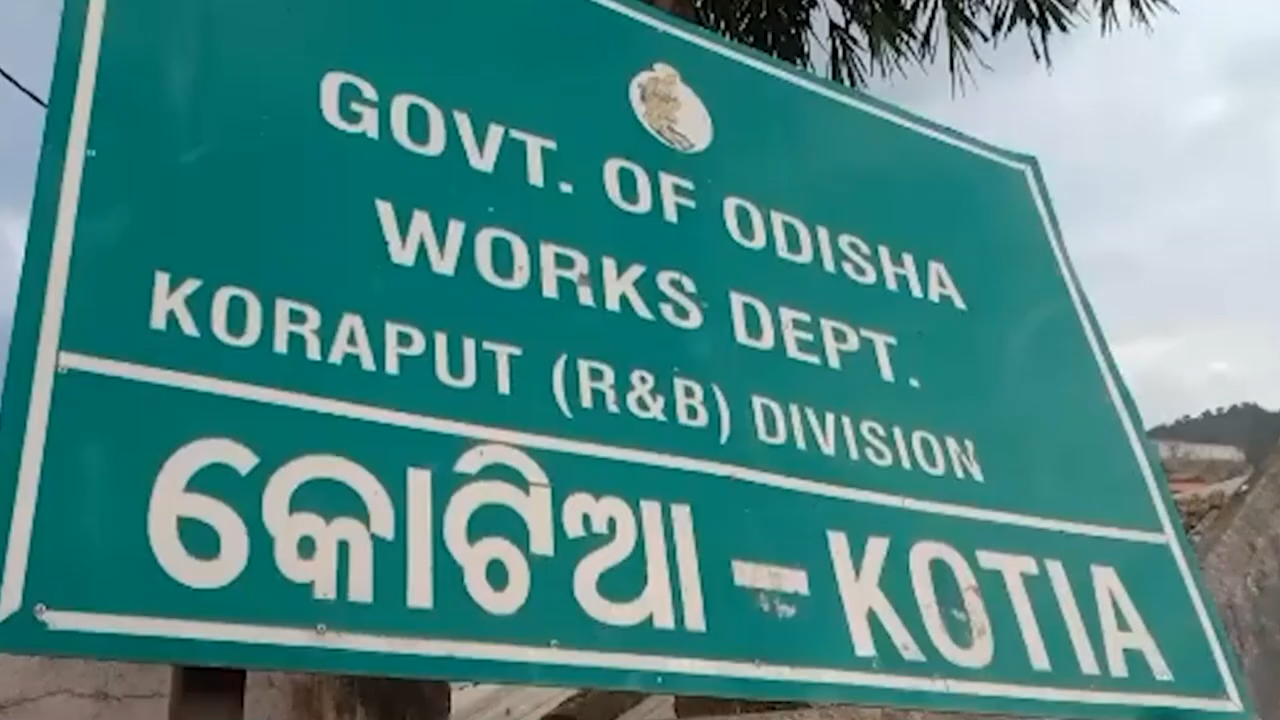 GOVT. OF ODISHA
WORKS DEPT.
KORAPUT (R&B) DIVISION
କୋଟିଆ - KOTIA